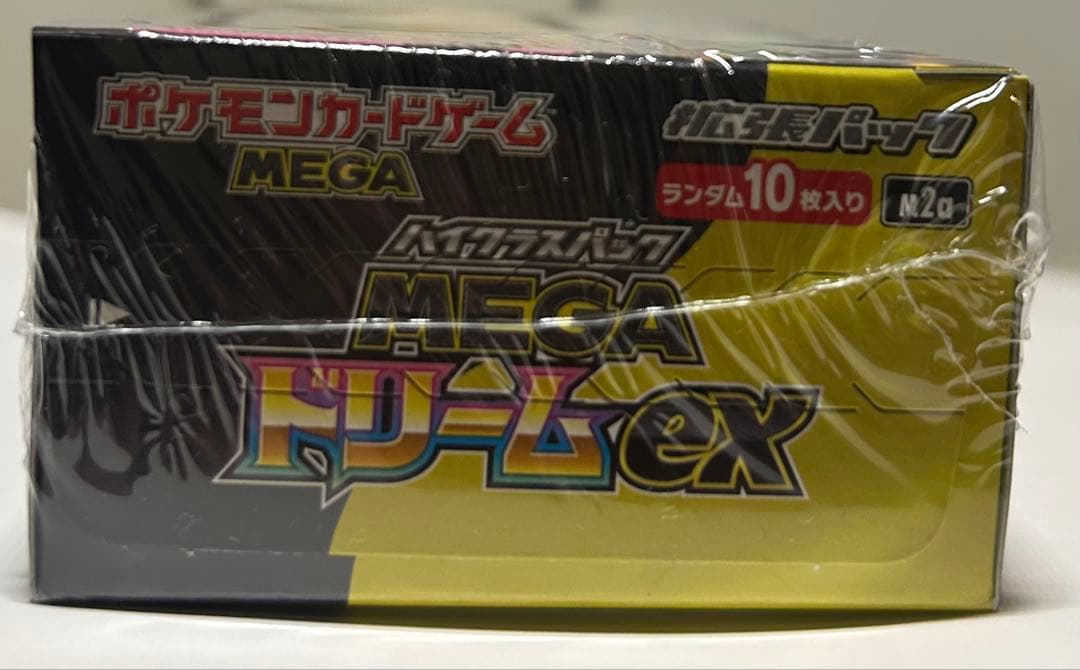 ポケモンカードゲーム
MEGA
拡張パック
ランダム10枚入り
M2a
ハイクラスパック
MEGA
ドリームex